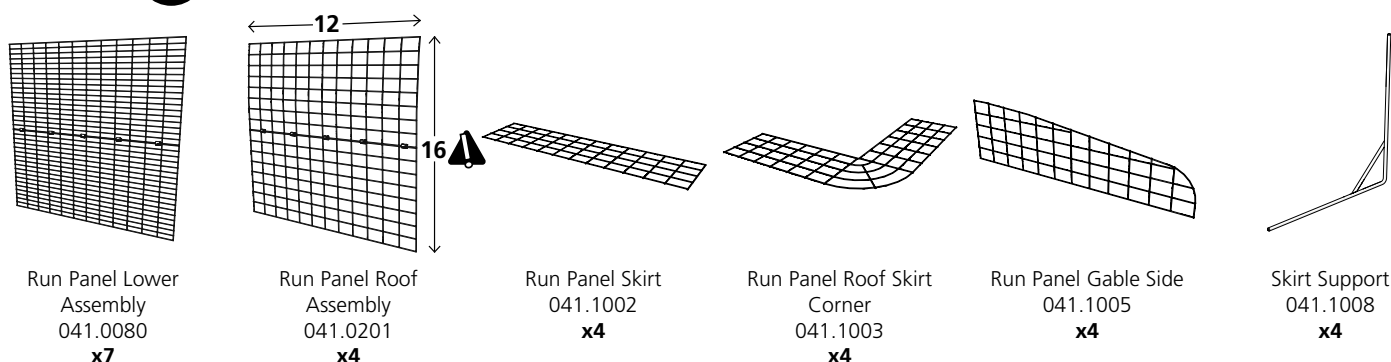 12
16
Run Panel Lower
Assembly
041.0080
x7
Run Panel Roof
Assembly
041.0201
x4
Run Panel Skirt
041.1002
x4
Run Panel Roof Skirt
Corner
041.1003
x4
Run Panel Gable Side
041.1005
x4
Skirt Support
041.1008
x4